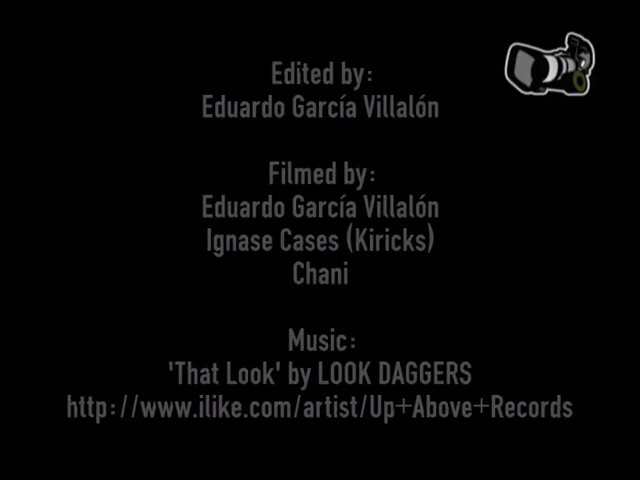 Edited by:
Eduardo García Villalón
Filmed by:
Eduardo García Villalón
Ignase Cases (Kiricks)
Chani
Music:
'That Look' by LOOK DAGGERS
http://www.ilike.com/artist/Up+Above+Records